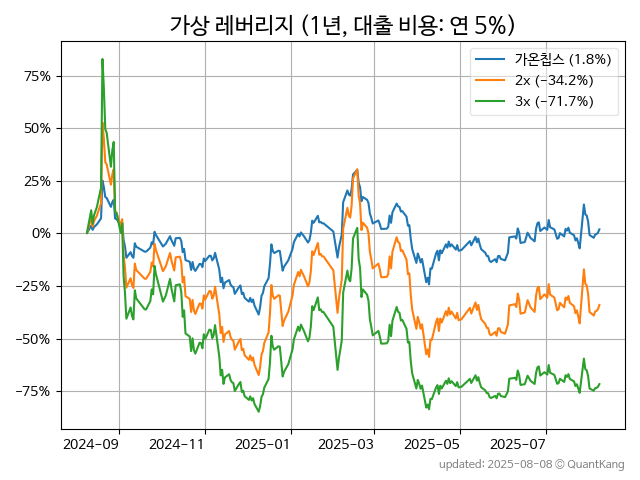 가상 레버리지 (1년, 대출 비용: 연 5%)
가온칩스 (1.8%)
2x (−34.2%)
3x (−71.7%)
75%
50%
25%
0%
−25%
−50%
−75%
2024-09
2024-11
2025-01
2025-03
2025-05
2025-07
updated: 2025-08-08 © QuantKang